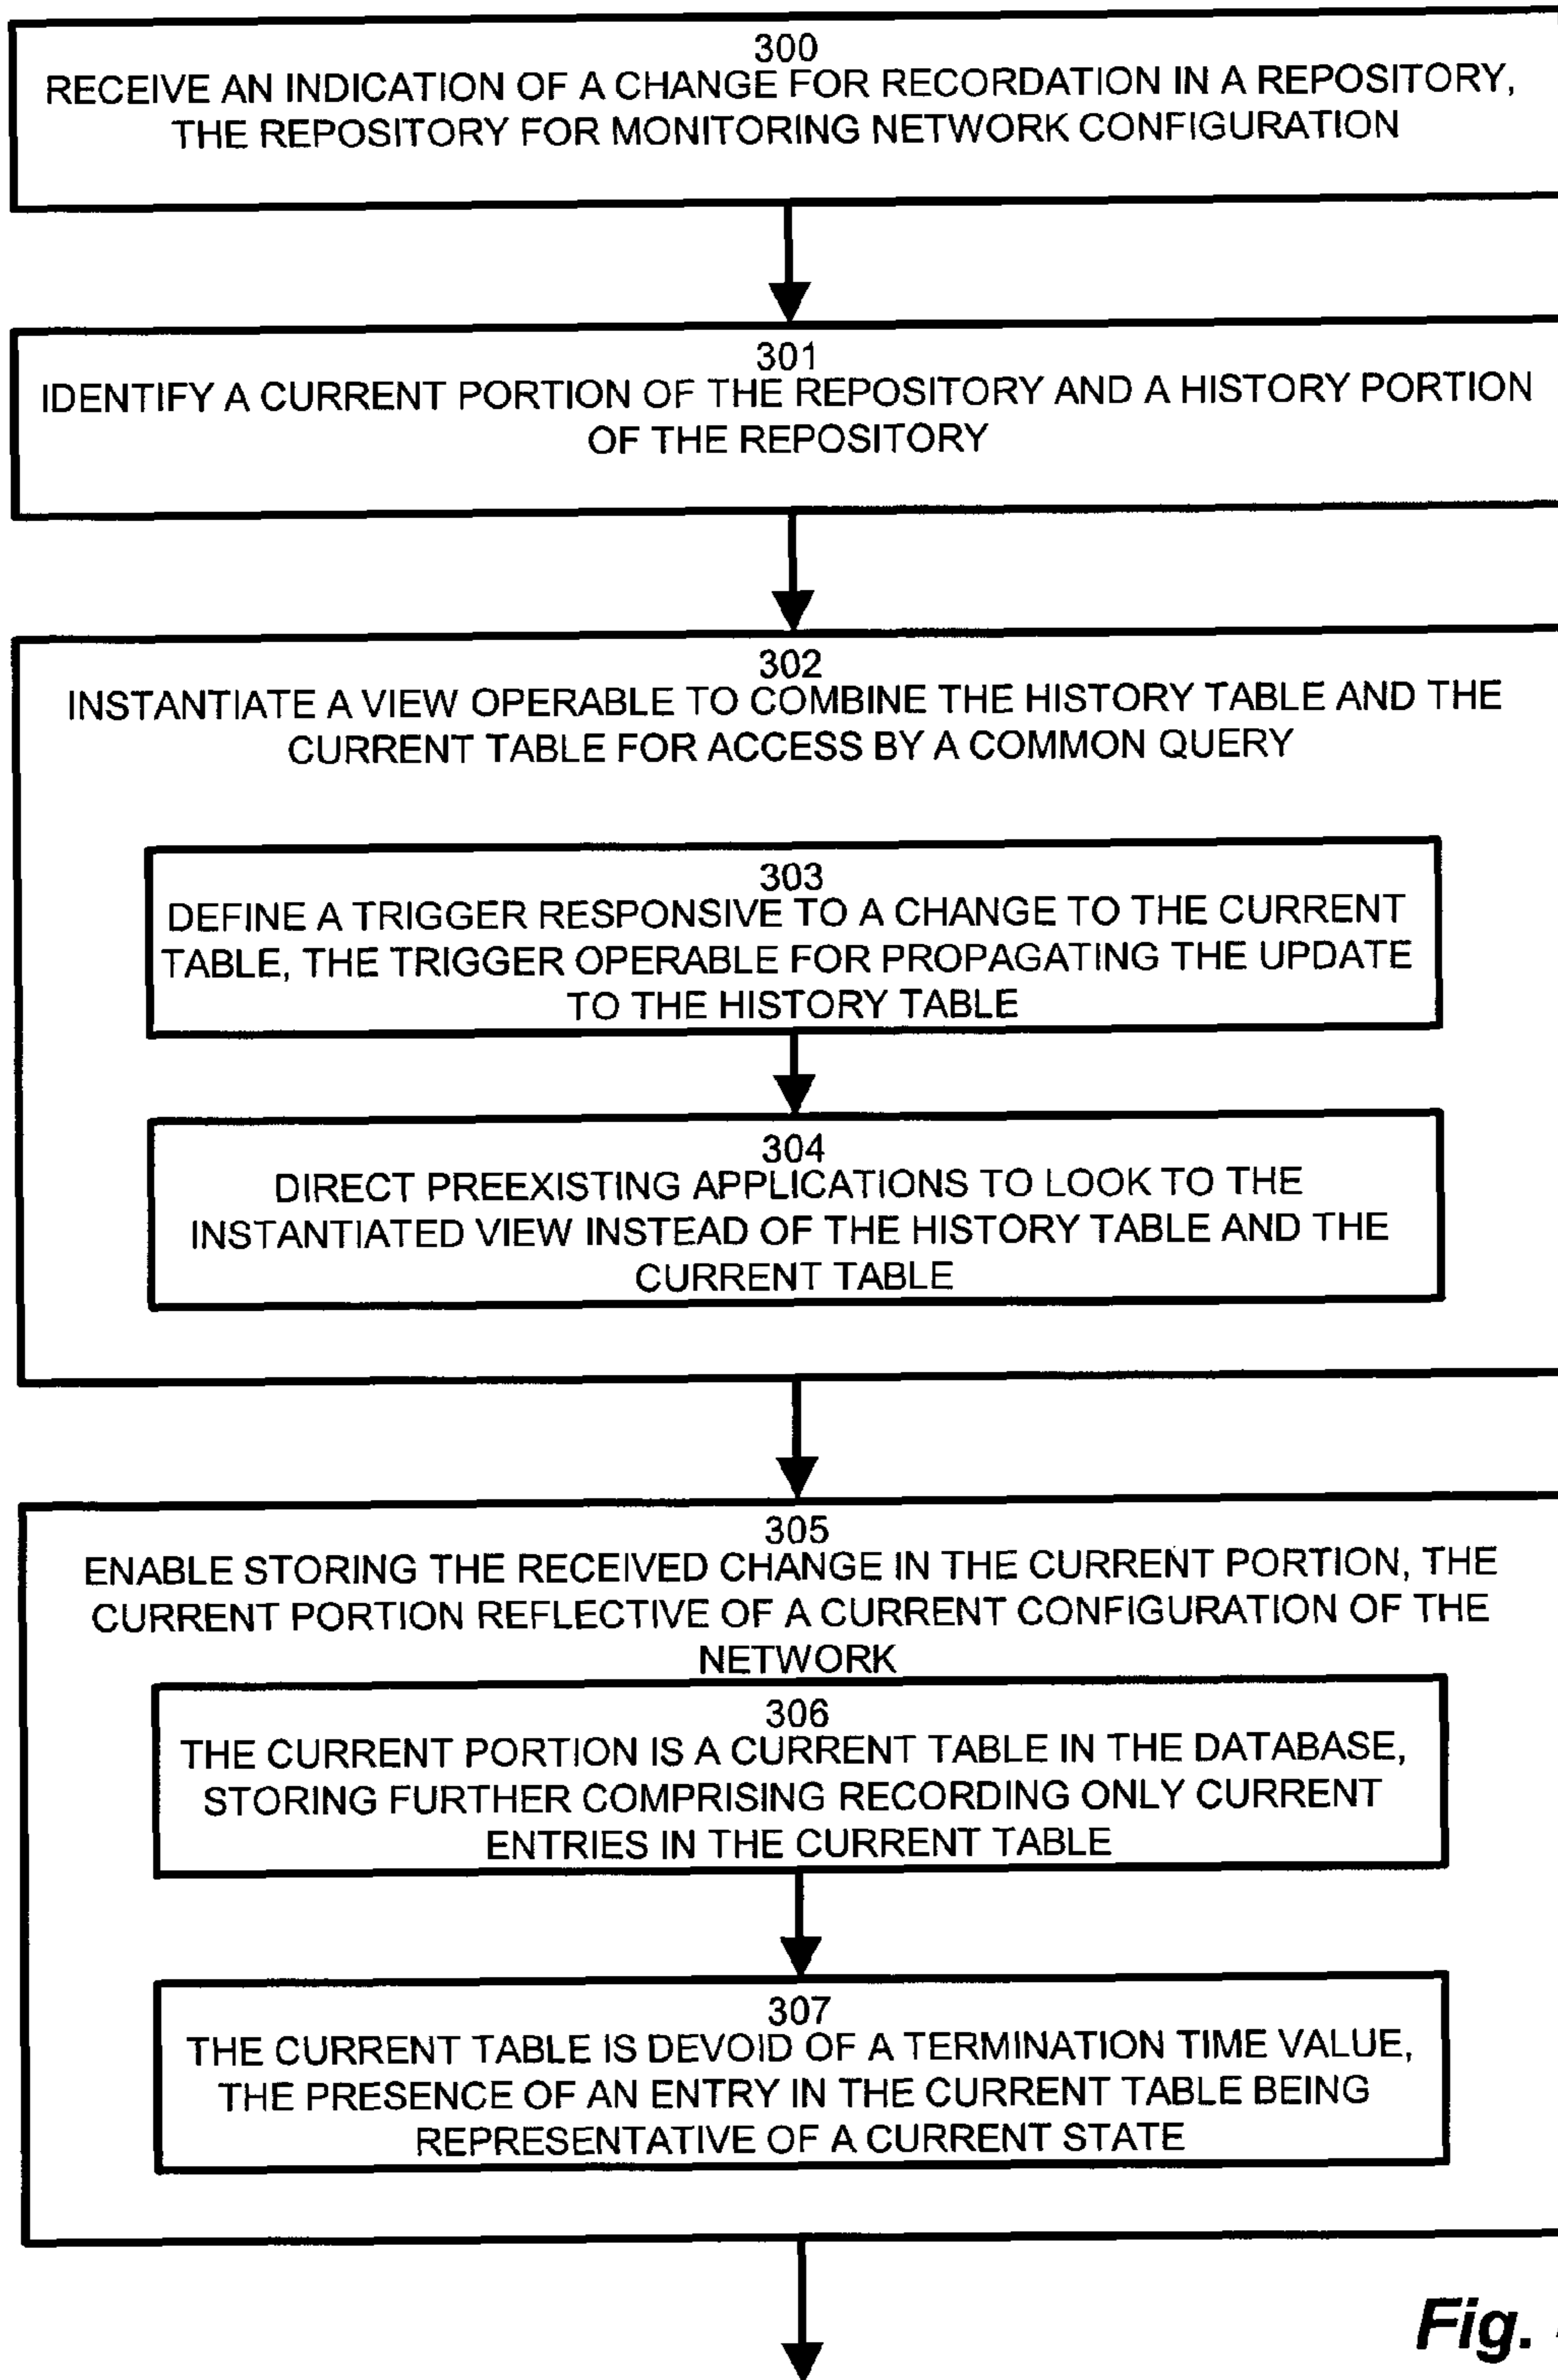 300
RECEIVE AN INDICATION OF A CHANGE FOR RECORDATION IN A REPOSITORY,
THE REPOSITORY FOR MONITORING NETWORK CONFIGURATION
301
IDENTIFY A CURRENT PORTION OF THE REPOSITORY AND A HISTORY PORTION
OF THE REPOSITORY
302
INSTANTIATE A VIEW OPERABLE TO COMBINE THE HISTORY TABLE AND THE
CURRENT TABLE FOR ACCESS BY A COMMON QUERY
303
DEFINE A TRIGGER RESPONSIVE TO A CHANGE TO THE CURRENT
TABLE, THE TRIGGER OPERABLE FOR PROPAGATING THE UPDATE
TO THE HISTORY TABLE
304
DIRECT PREEXISTING APPLICATIONS TO LOOK TO THE
INSTANTIATED VIEW INSTEAD OF THE HISTORY TABLE AND THE
CURRENT TABLE
305
ENABLE STORING THE RECEIVED CHANGE IN THE CURRENT PORTION, THE
CURRENT PORTION REFLECTIVE OF A CURRENT CONFIGURATION OF THE
NETWORK
306
THE CURRENT PORTION IS A CURRENT TABLE IN THE DATABASE,
STORING FURTHER COMPRISING RECORDING ONLY CURRENT
ENTRIES IN THE CURRENT TABLE
307
THE CURRENT TABLE IS DEVOID OF A TERMINATION TIME VALUE,
THE PRESENCE OF AN ENTRY IN THE CURRENT TABLE BEING
REPRESENTATIVE OF A CURRENT STATE
Fig.